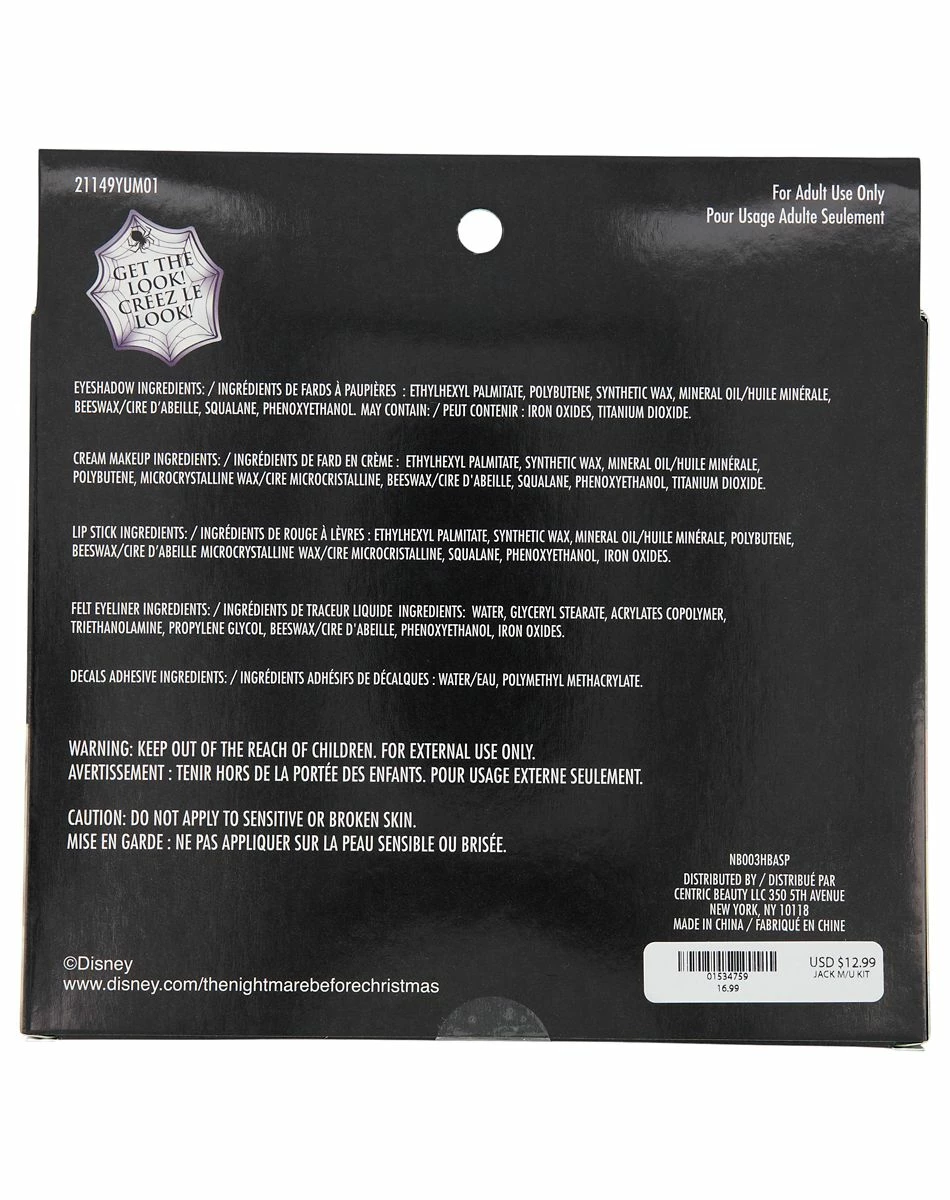 21149YUM01
For Adult Use Only
Pour Usage Adulte Seulement
GET THE
LOOK!
CRÉEZ LE
LOOK!
EYESHADOW INGREDIENTS: / INGRÉDIENTS DE FARDS À PAUPIÈRES : ETHYLHEXYL PALMITATE, POLYBUTENE, SYNTHETIC WAX, MINERAL OIL/HUILE MINÉRALE,
BEESWAX/CIRE D'ABEILLE, SQUALANE, PHENOXYETHANOL. MAY CONTAIN: / PEUT CONTENIR : IRON OXIDES, TITANIUM DIOXIDE.
CREAM MAKEUP INGREDIENTS: / INGRÉDIENTS DE FARD EN CRÈME : ETHYLHEXYL PALMITATE, SYNTHETIC WAX, MINERAL OIL/HUILE MINÉRALE,
POLYBUTENE, MICROCRYSTALLINE WAX/CIRE MICROCRISTALLINE, BEESWAX/CIRE D'ABEILLE, SQUALANE, PHENOXYETHANOL, TITANIUM DIOXIDE.
LIP STICK INGREDIENTS: / INGRÉDIENTS DE ROUGE À LÈVRES : ETHYLHEXYL PALMITATE, SYNTHETIC WAX, MINERAL OIL/HUILE MINÉRALE, POLYBUTENE,
BEESWAX/CIRE D'ABEILLE MICROCRYSTALLINE WAX/CIRE MICROCRISTALLINE, SQUALANE, PHENOXYETHANOL, IRON OXIDES.
FELT EYELINER INGREDIENTS: / INGRÉDIENTS DE TRACEUR LIQUIDE INGREDIENTS: WATER, GLYCERYL STEARATE, ACRYLATES COPOLYMER,
TRIETHANOLAMINE, PROPYLENE GLYCOL, BEESWAX/CIRE D'ABEILLE, PHENOXYETHANOL, IRON OXIDES.
DECALS ADHESIVE INGREDIENTS: / INGRÉDIENTS ADHÉSIFS DE DÉCALQUES : WATER/EAU, POLYMETHYL METHACRYLATE.
WARNING: KEEP OUT OF THE REACH OF CHILDREN. FOR EXTERNAL USE ONLY.
AVERTISSEMENT : TENIR HORS DE LA PORTÉE DES ENFANTS. POUR USAGE EXTERNE SEULEMENT.
CAUTION: DO NOT APPLY TO SENSITIVE OR BROKEN SKIN.
MISE EN GARDE : NE PAS APPLIQUER SUR LA PEAU SENSIBLE OU BRISÉE.
NB003HBASP
DISTRIBUTED BY / DISTRIBUÉ PAR
CENTRIC BEAUTY LLC 350 5TH AVENUE
NEW YORK, NY 10118
MADE IN CHINA / FABRIQUÉ EN CHINE
©Disney
www.disney.com/thenightmarebeforechristmas
USD $12.99
01534759
JACK M/U KIT
16.99